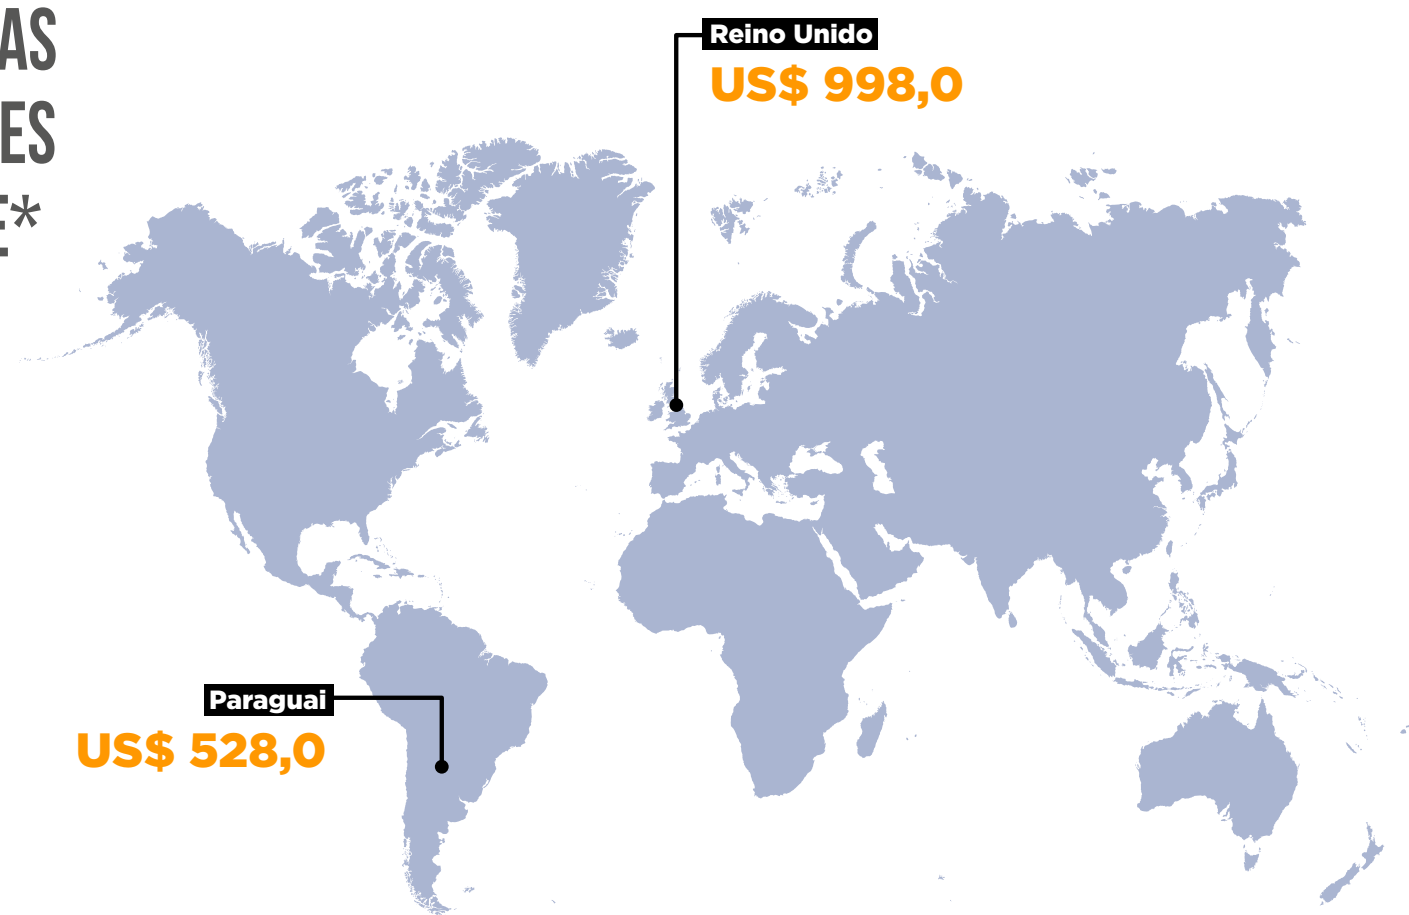 AS
ES
E*
Reino Unido
US$ 998,0
Paraguai
US$ 528,0